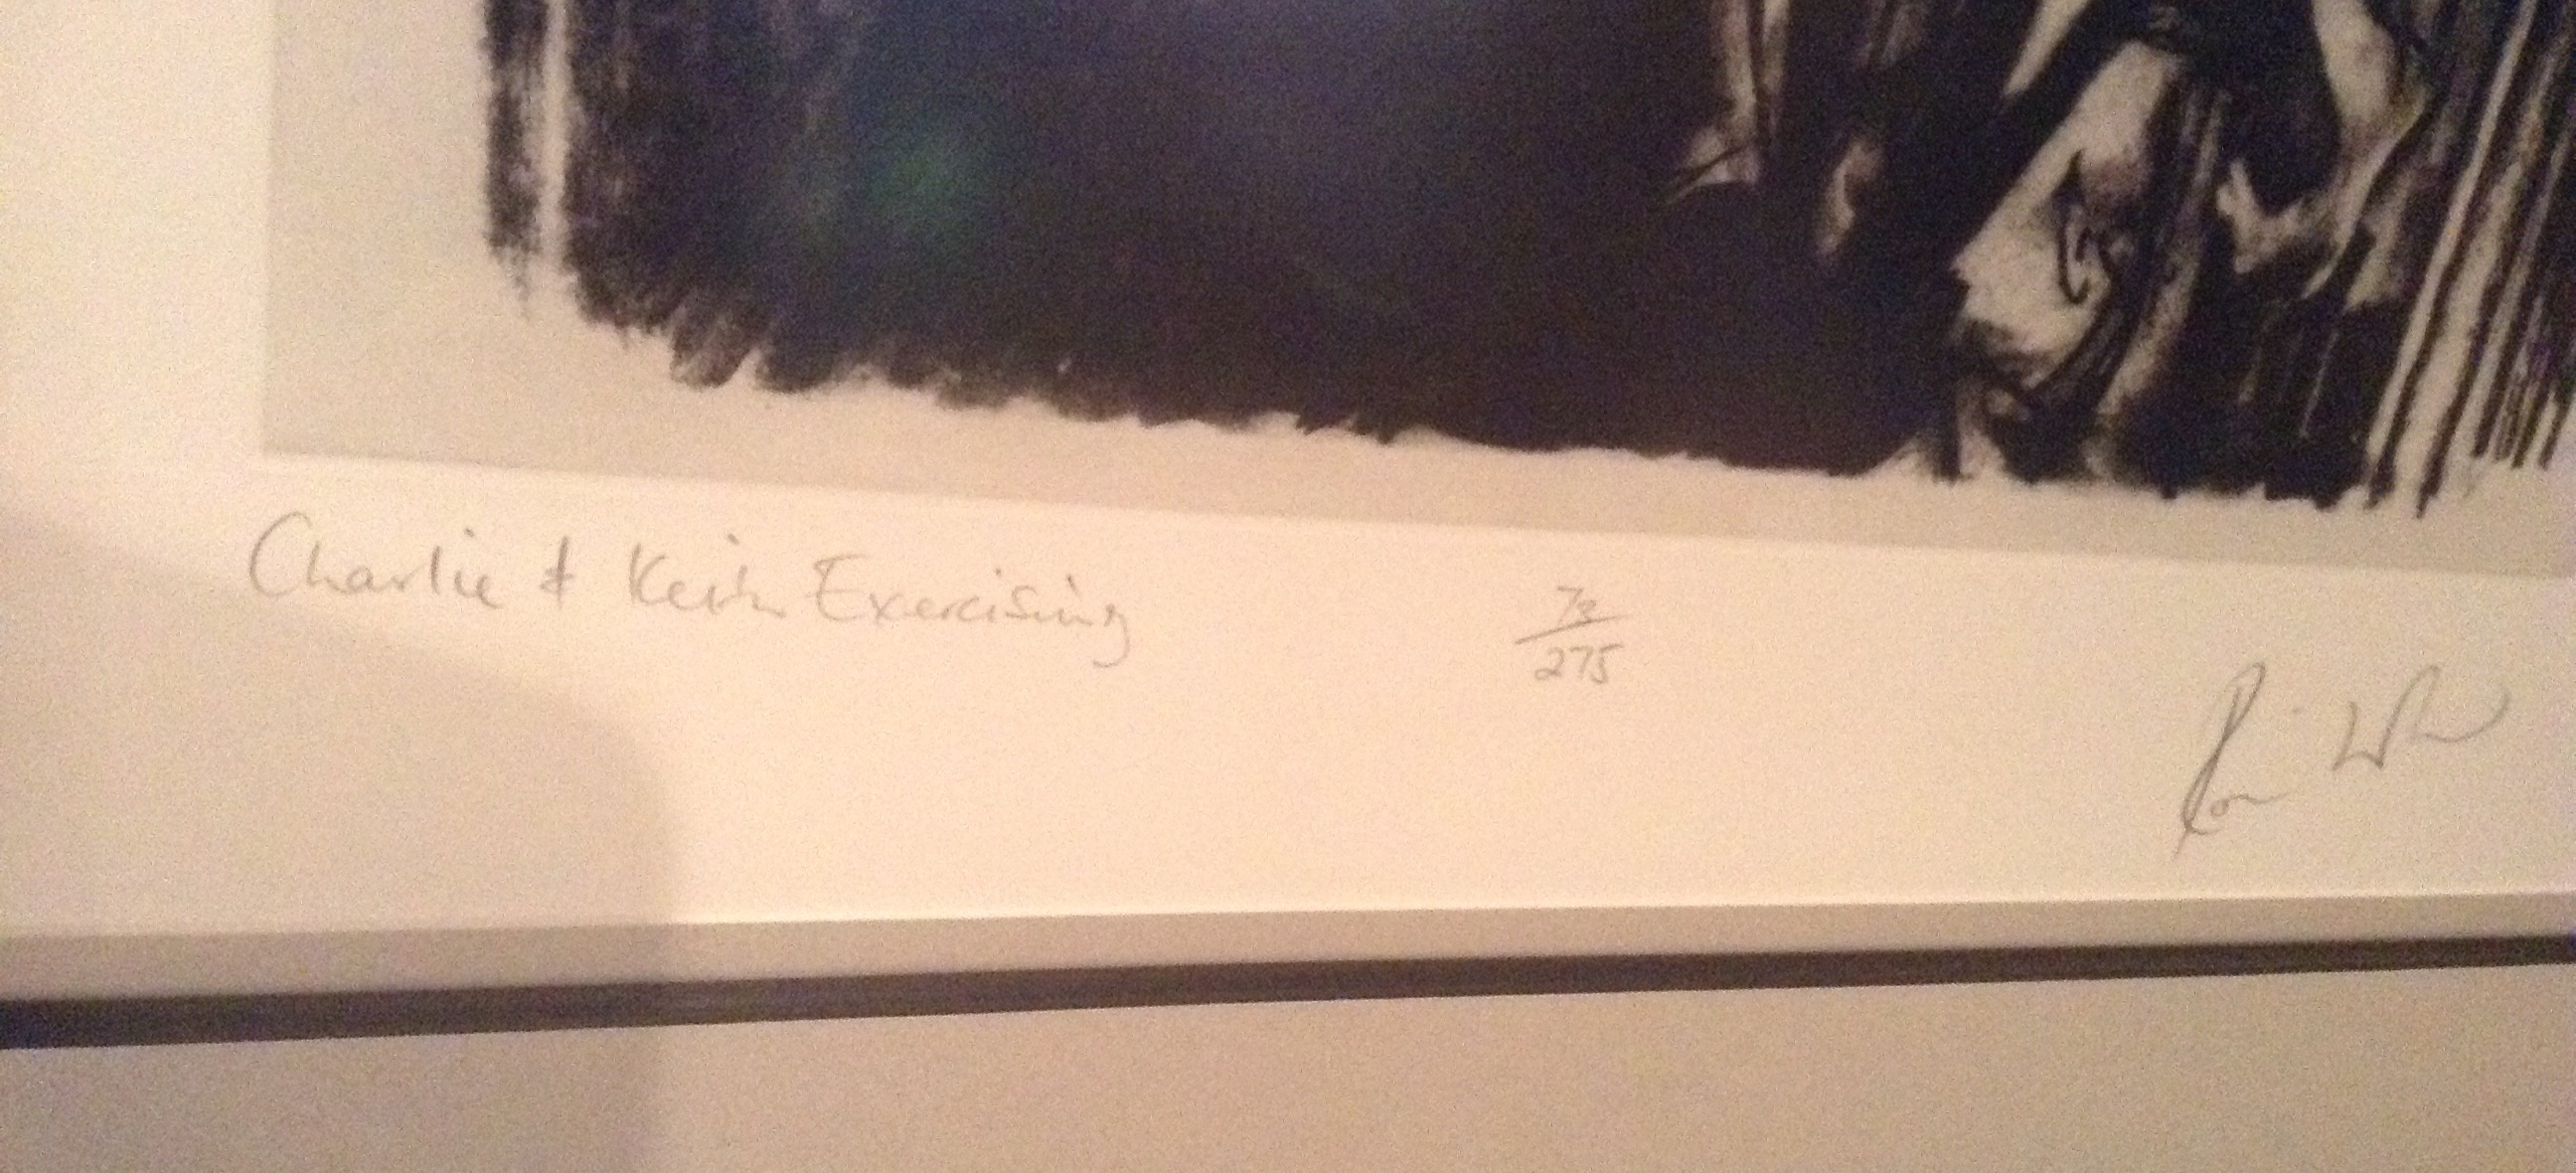 Charlie & Keith Exercising
78/275